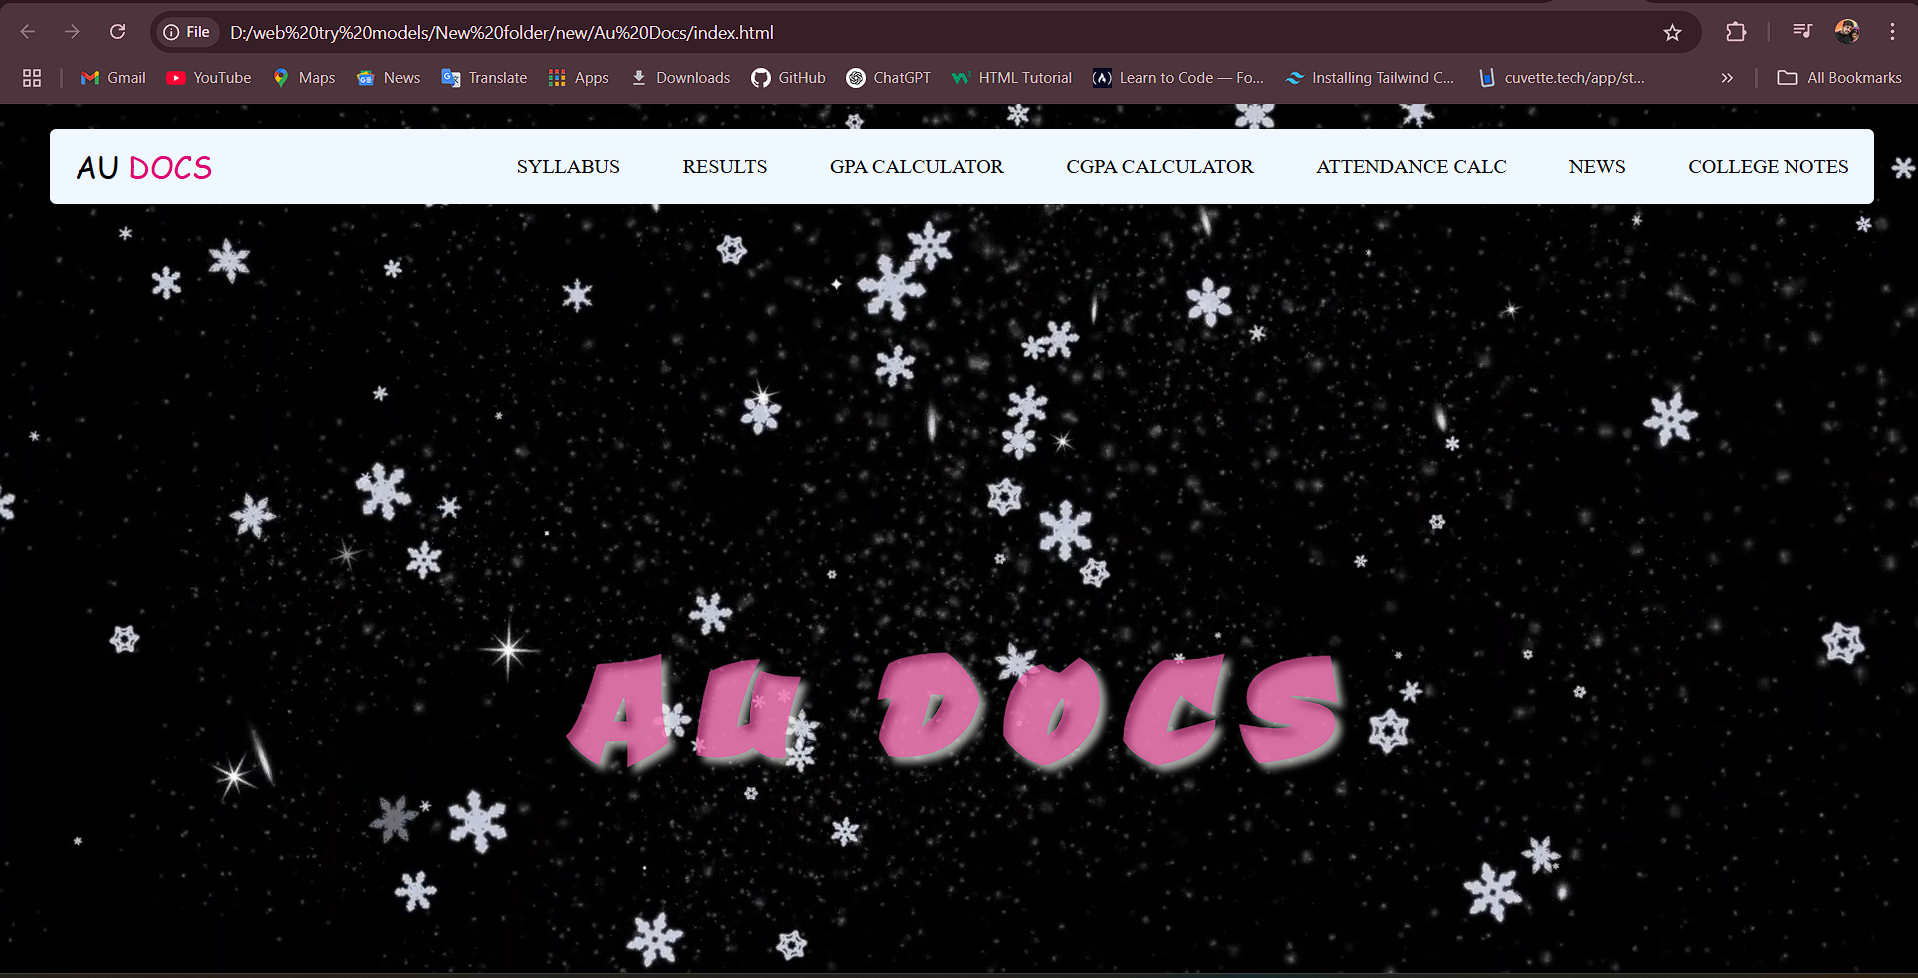 File D:/web%20try%20models/New%20folder/new/Au%20Docs/index.html
Gmail YouTube Maps News Translate Apps Downloads GitHub ChatGPT HTML Tutorial Learn to Code — Fo... Installing Tailwind C... cuvette.tech/app/st... All Bookmarks
AU DOCS SYLLABUS RESULTS GPA CALCULATOR CGPA CALCULATOR ATTENDANCE CALC NEWS COLLEGE NOTES
AU DOCS